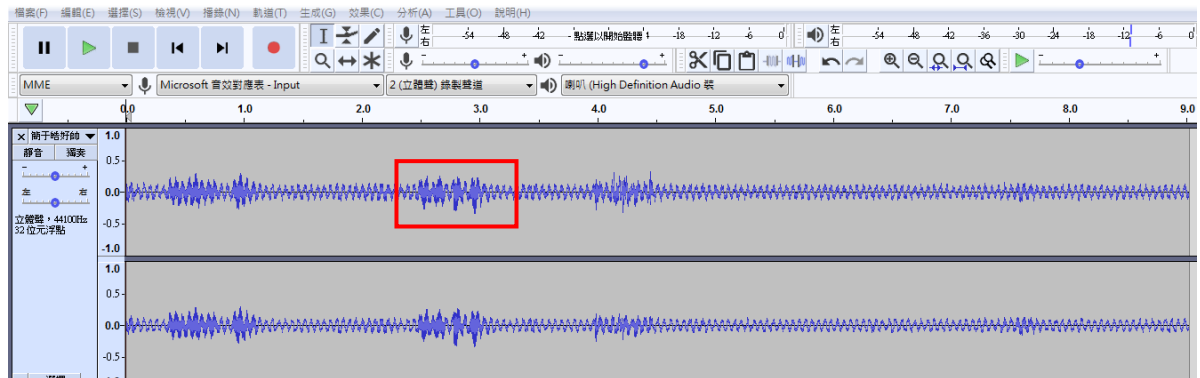 檔案(F) 編輯(E) 選擇(S) 檢視(V) 播錄(N) 軌道(T) 生成(G) 效果(C) 分析(A) 工具(O) 說明(H)
左 -54 -48 -42 -點選以開始監聽 -18 -12 -6 0 左 -54 -48 -42 -36 -30 -24 -18 -12 -6 0
右 右
MME Microsoft 音效對應表 - Input 2 (立體聲) 錄製聲道 喇叭 (High Definition Audio 裝
0.0 1.0 2.0 3.0 4.0 5.0 6.0 7.0 8.0 9.0
1.0
靜音 獨奏
0.5
- +
左 右 0.0
立體聲，44100Hz
32 位元浮點
-0.5
-1.0
1.0
0.5
0.0
-0.5